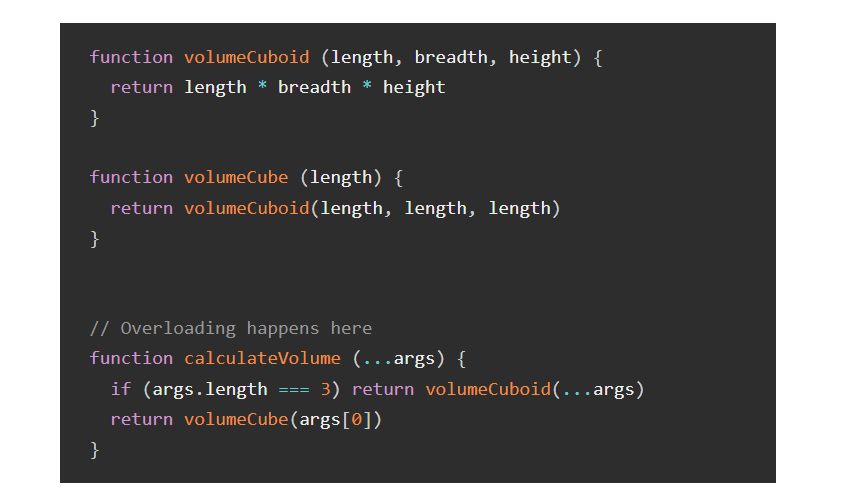 function volumeCuboid (length, breadth, height) {
  return length * breadth * height
}
function volumeCube (length) {
  return volumeCuboid(length, length, length)
}
// Overloading happens here
function calculateVolume (...args) {
  if (args.length === 3) return volumeCuboid(...args)
  return volumeCube(args[0])
}